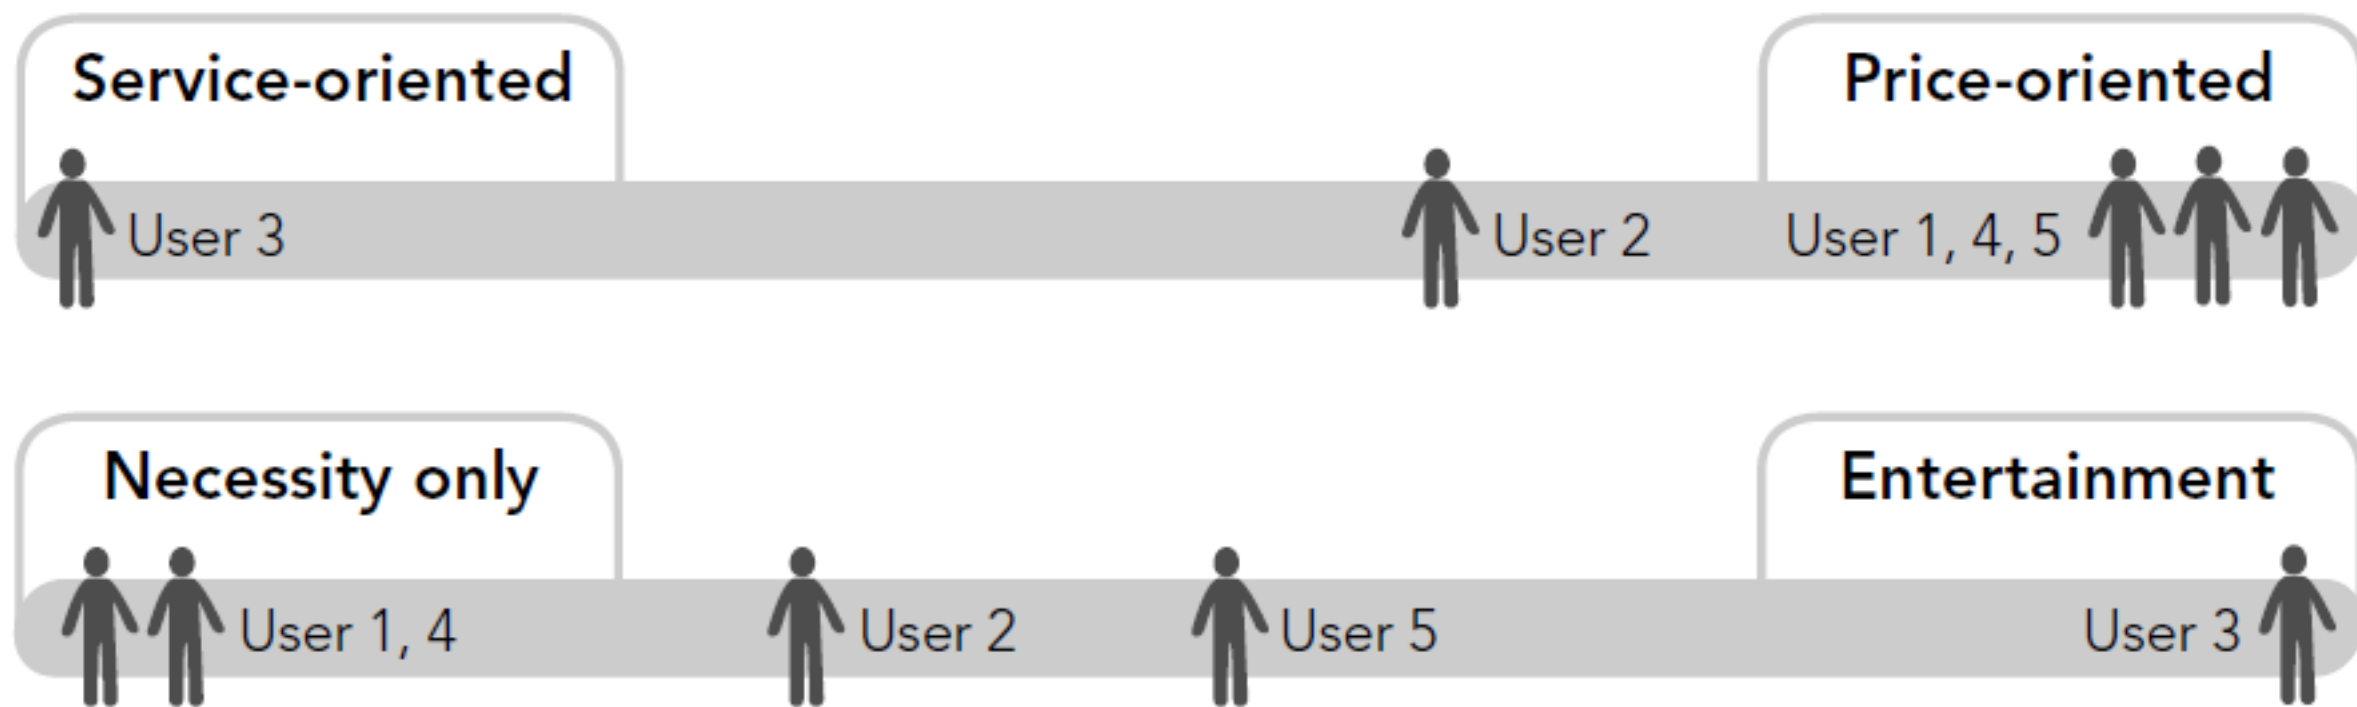 Service-oriented
Price-oriented
User 3
User 2
User 1, 4, 5
Necessity only
Entertainment
User 1, 4
User 2
User 5
User 3